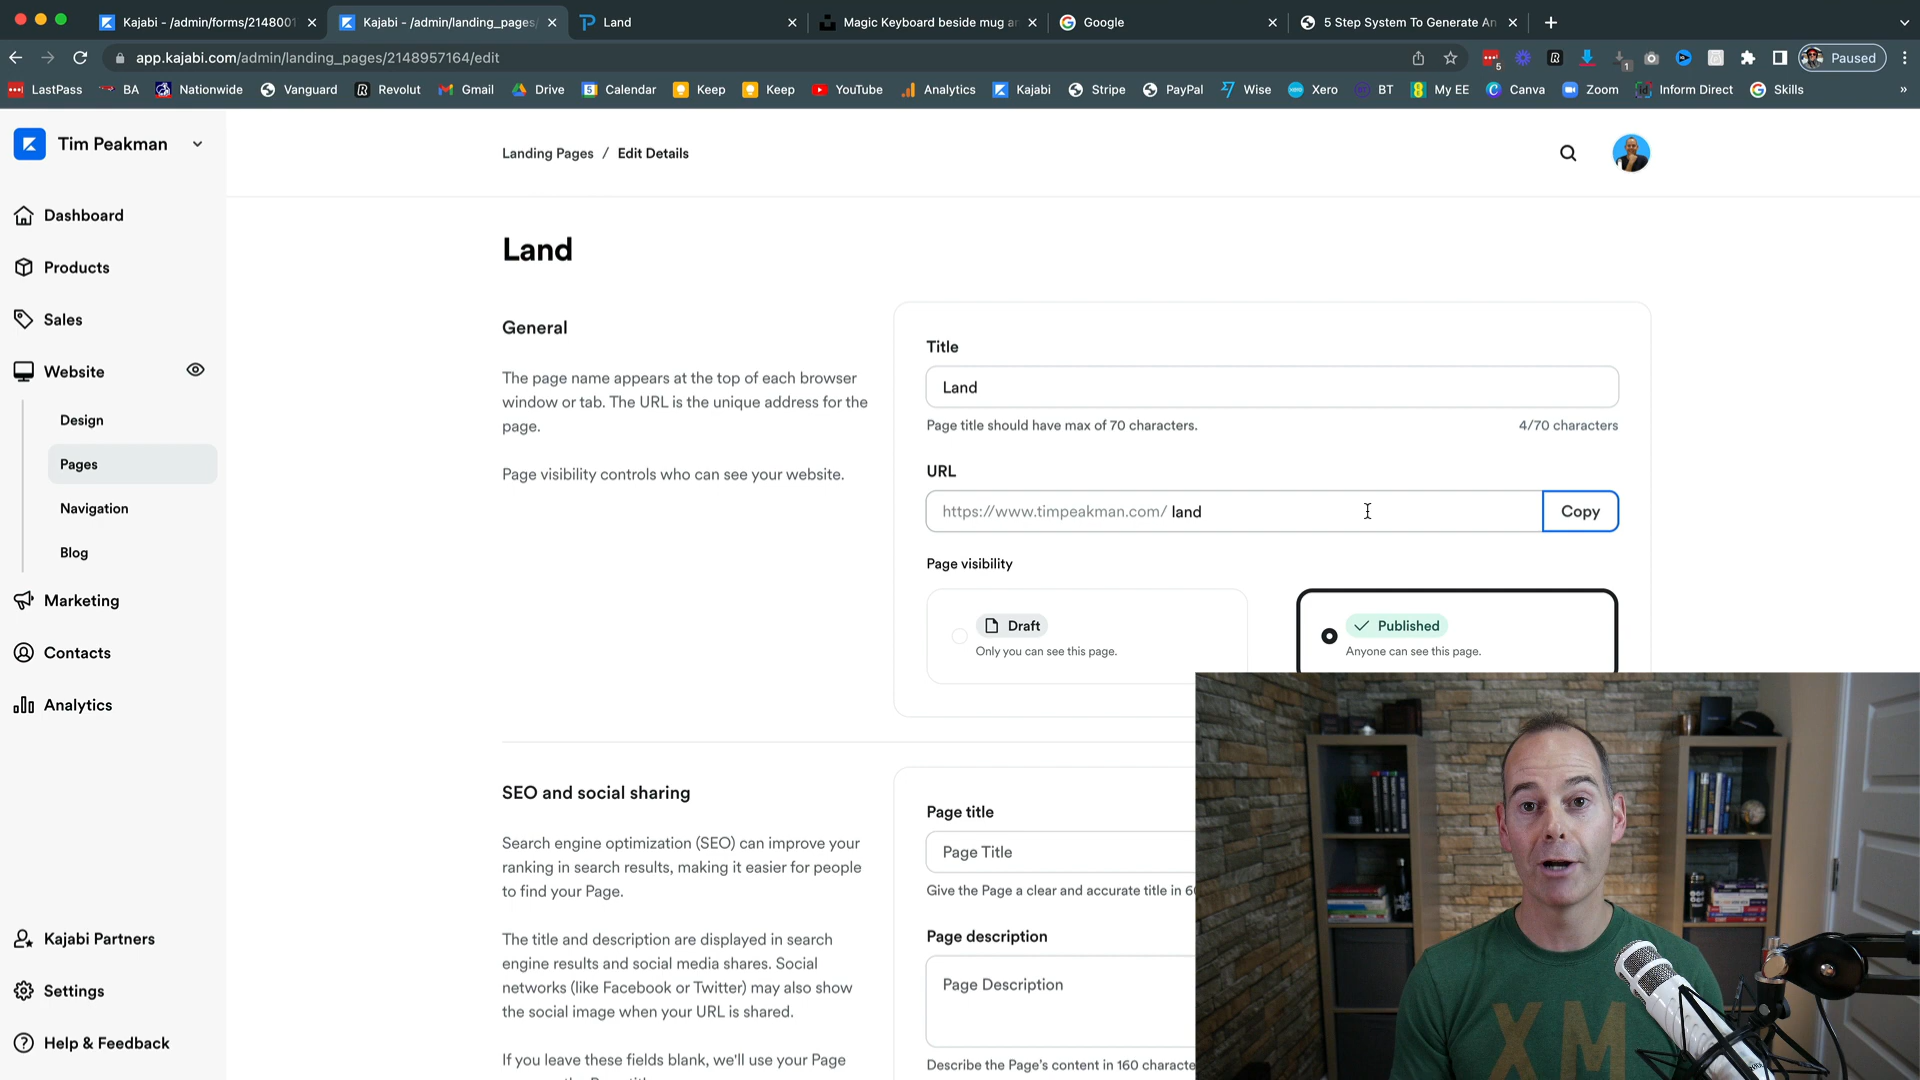 Kajabi - /admin/forms/2148001
Kajabi - /admin/landing_pages/
Land
Magic Keyboard beside mug ar
Google
5 Step System To Generate An
app.kajabi.com/admin/landing_pages/2148957164/edit
5
1
Paused
LastPass
BA
Nationwide
Vanguard
Revolut
Gmail
Drive
Calendar
Keep
Keep
YouTube
Analytics
Kajabi
Stripe
PayPal
Wise
Xero
BT
My EE
Canva
Zoom
Inform Direct
Skills
»
Tim Peakman
Landing Pages / Edit Details
Dashboard
Products
Sales
Website
Design
Pages
Navigation
Blog
Marketing
Contacts
Analytics
Kajabi Partners
Settings
Help & Feedback
Land
General
The page name appears at the top of each browser
window or tab. The URL is the unique address for the
page.
Page visibility controls who can see your website.
Title
Land
Page title should have max of 70 characters.
4/70 characters
URL
https://www.timpeakman.com/ land
Copy
Page visibility
Draft
Only you can see this page.
Published
Anyone can see this page.
SEO and social sharing
Search engine optimization (SEO) can improve your
ranking in search results, making it easier for people
to find your Page.
The title and description are displayed in search
engine results and social media shares. Social
networks (like Facebook or Twitter) may also show
the social image when your URL is shared.
If you leave these fields blank, we'll use your Page
Page title
Page Title
Give the Page a clear and accurate title in
Page description
Page Description
Describe the Page's content in 160 characte
XM